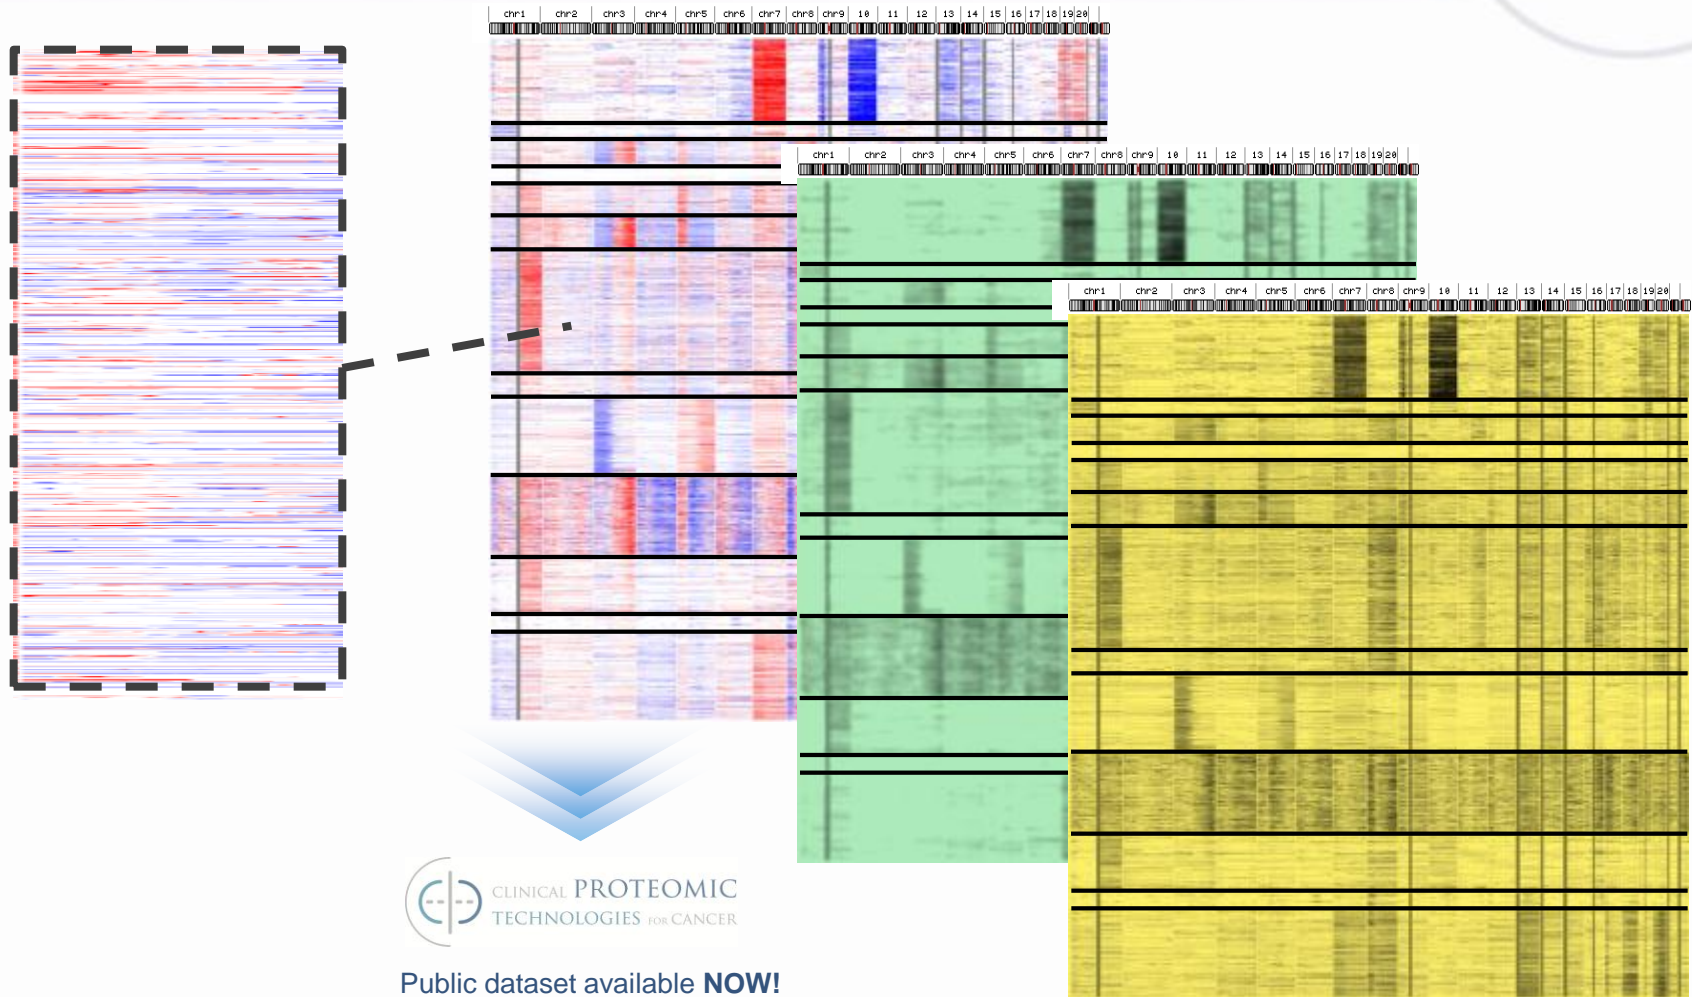 chr1 chr2 chr3 chr4 chr5 chr6 chr7 chr8 chr9 10 11 12 13 14 15 16 17 18 19 20
chr1 chr2 chr3 chr4 chr5 chr6 chr7 chr8 chr9 10 11 12 13 14 15 16 17 18 19 20
chr1 chr2 chr3 chr4 chr5 chr6 chr7 chr8 chr9 10 11 12 13 14 15 16 17 18 19 20
CLINICAL PROTEOMIC
TECHNOLOGIES FOR CANCER
Public dataset available NOW!